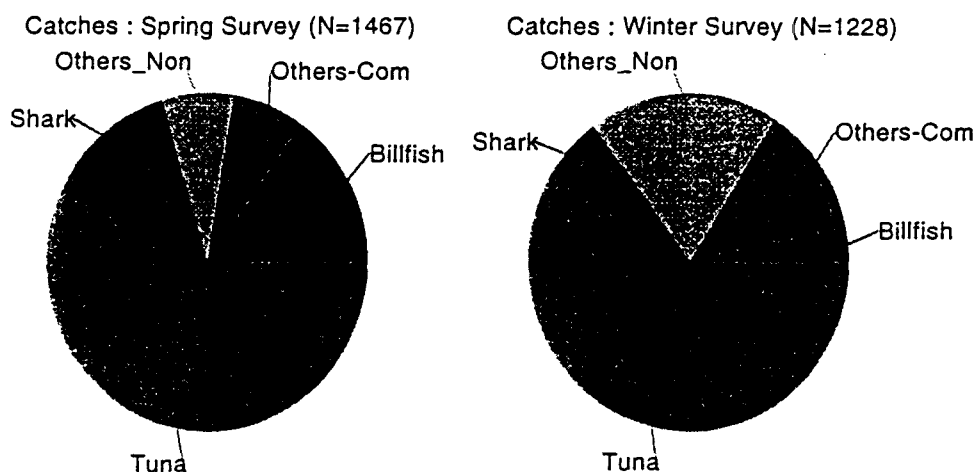 Catches : Spring Survey (N=1467)
Others_Non
Others-Com
Shark
Billfish
Tuna
Catches : Winter Survey (N=1228)
Others_Non
Others-Com
Shark
Billfish
Tuna